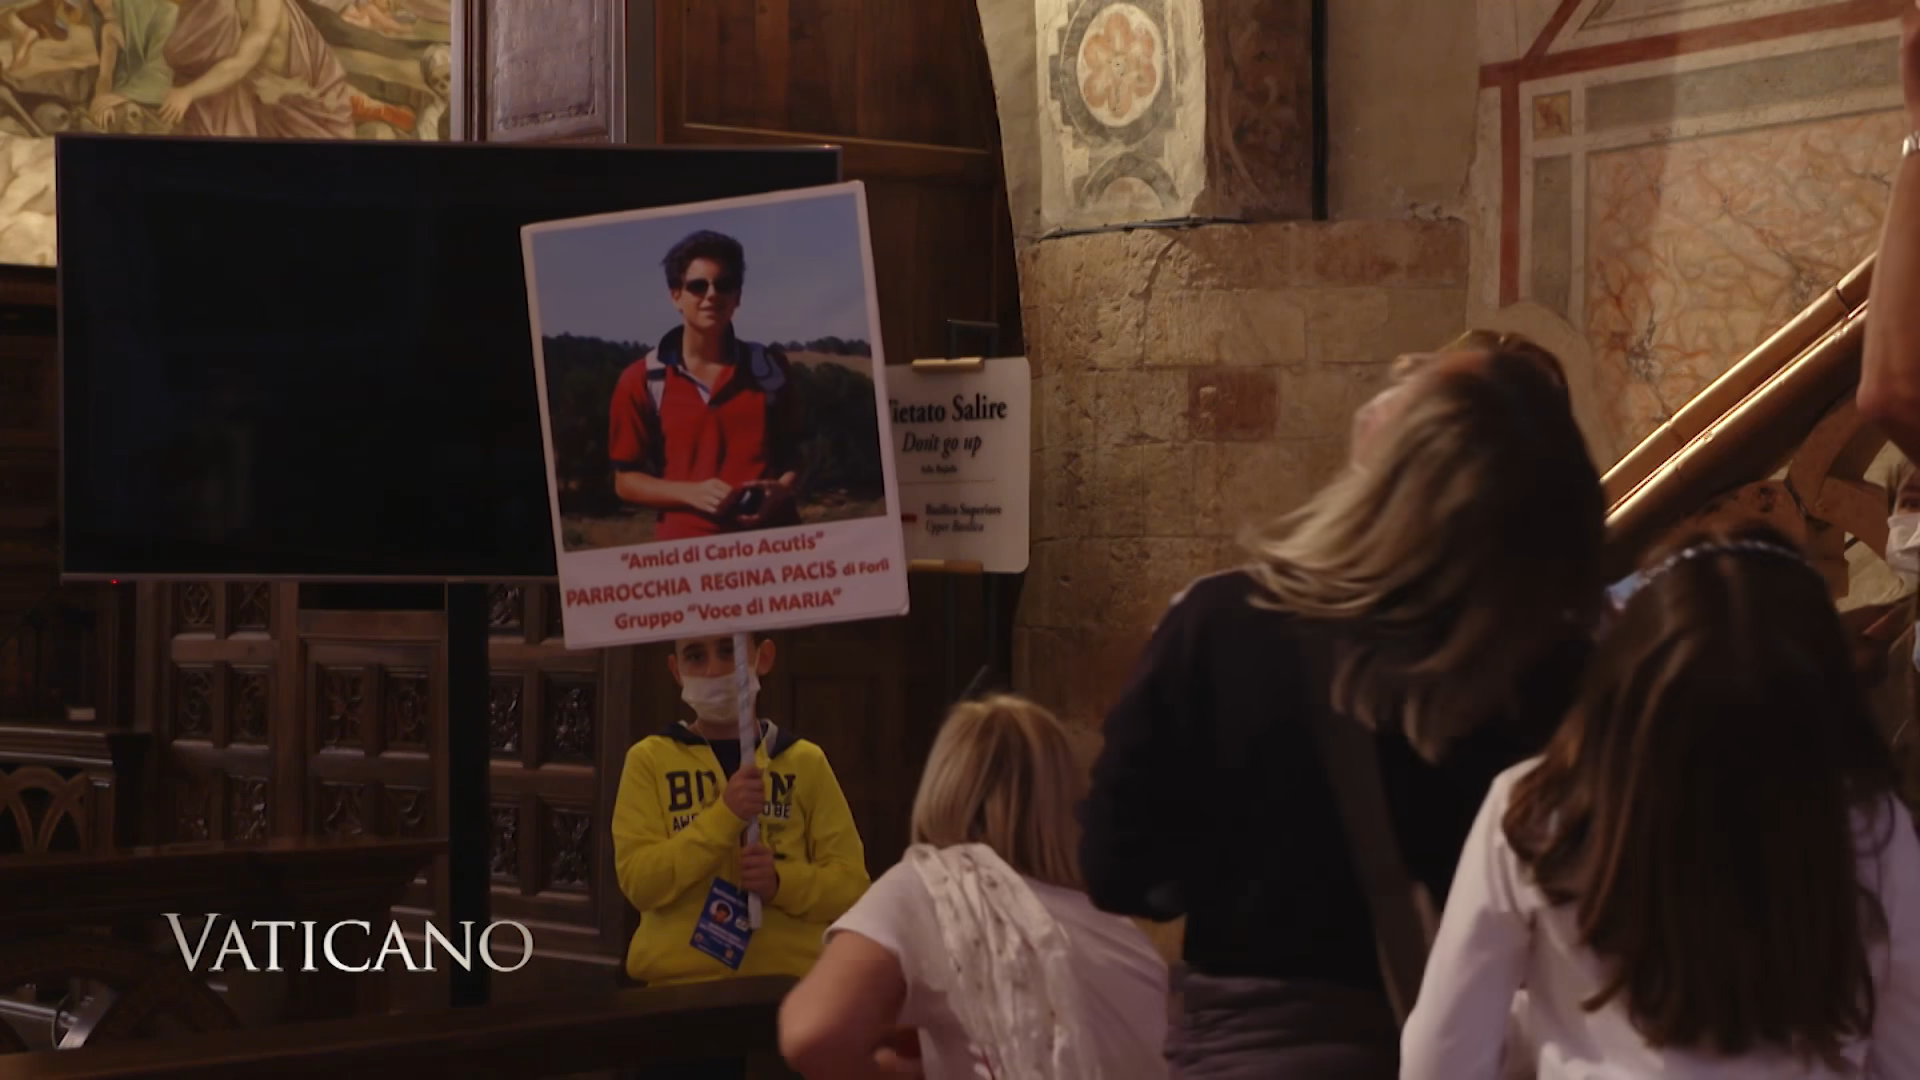 ietato Salire
Don't go up
Basilica Superiore
Upper Basilica
"Amici di Carlo Acutis"
PARROCCHIA REGINA PACIS di Forlì
Gruppo "Voce di MARIA"
VATICANO